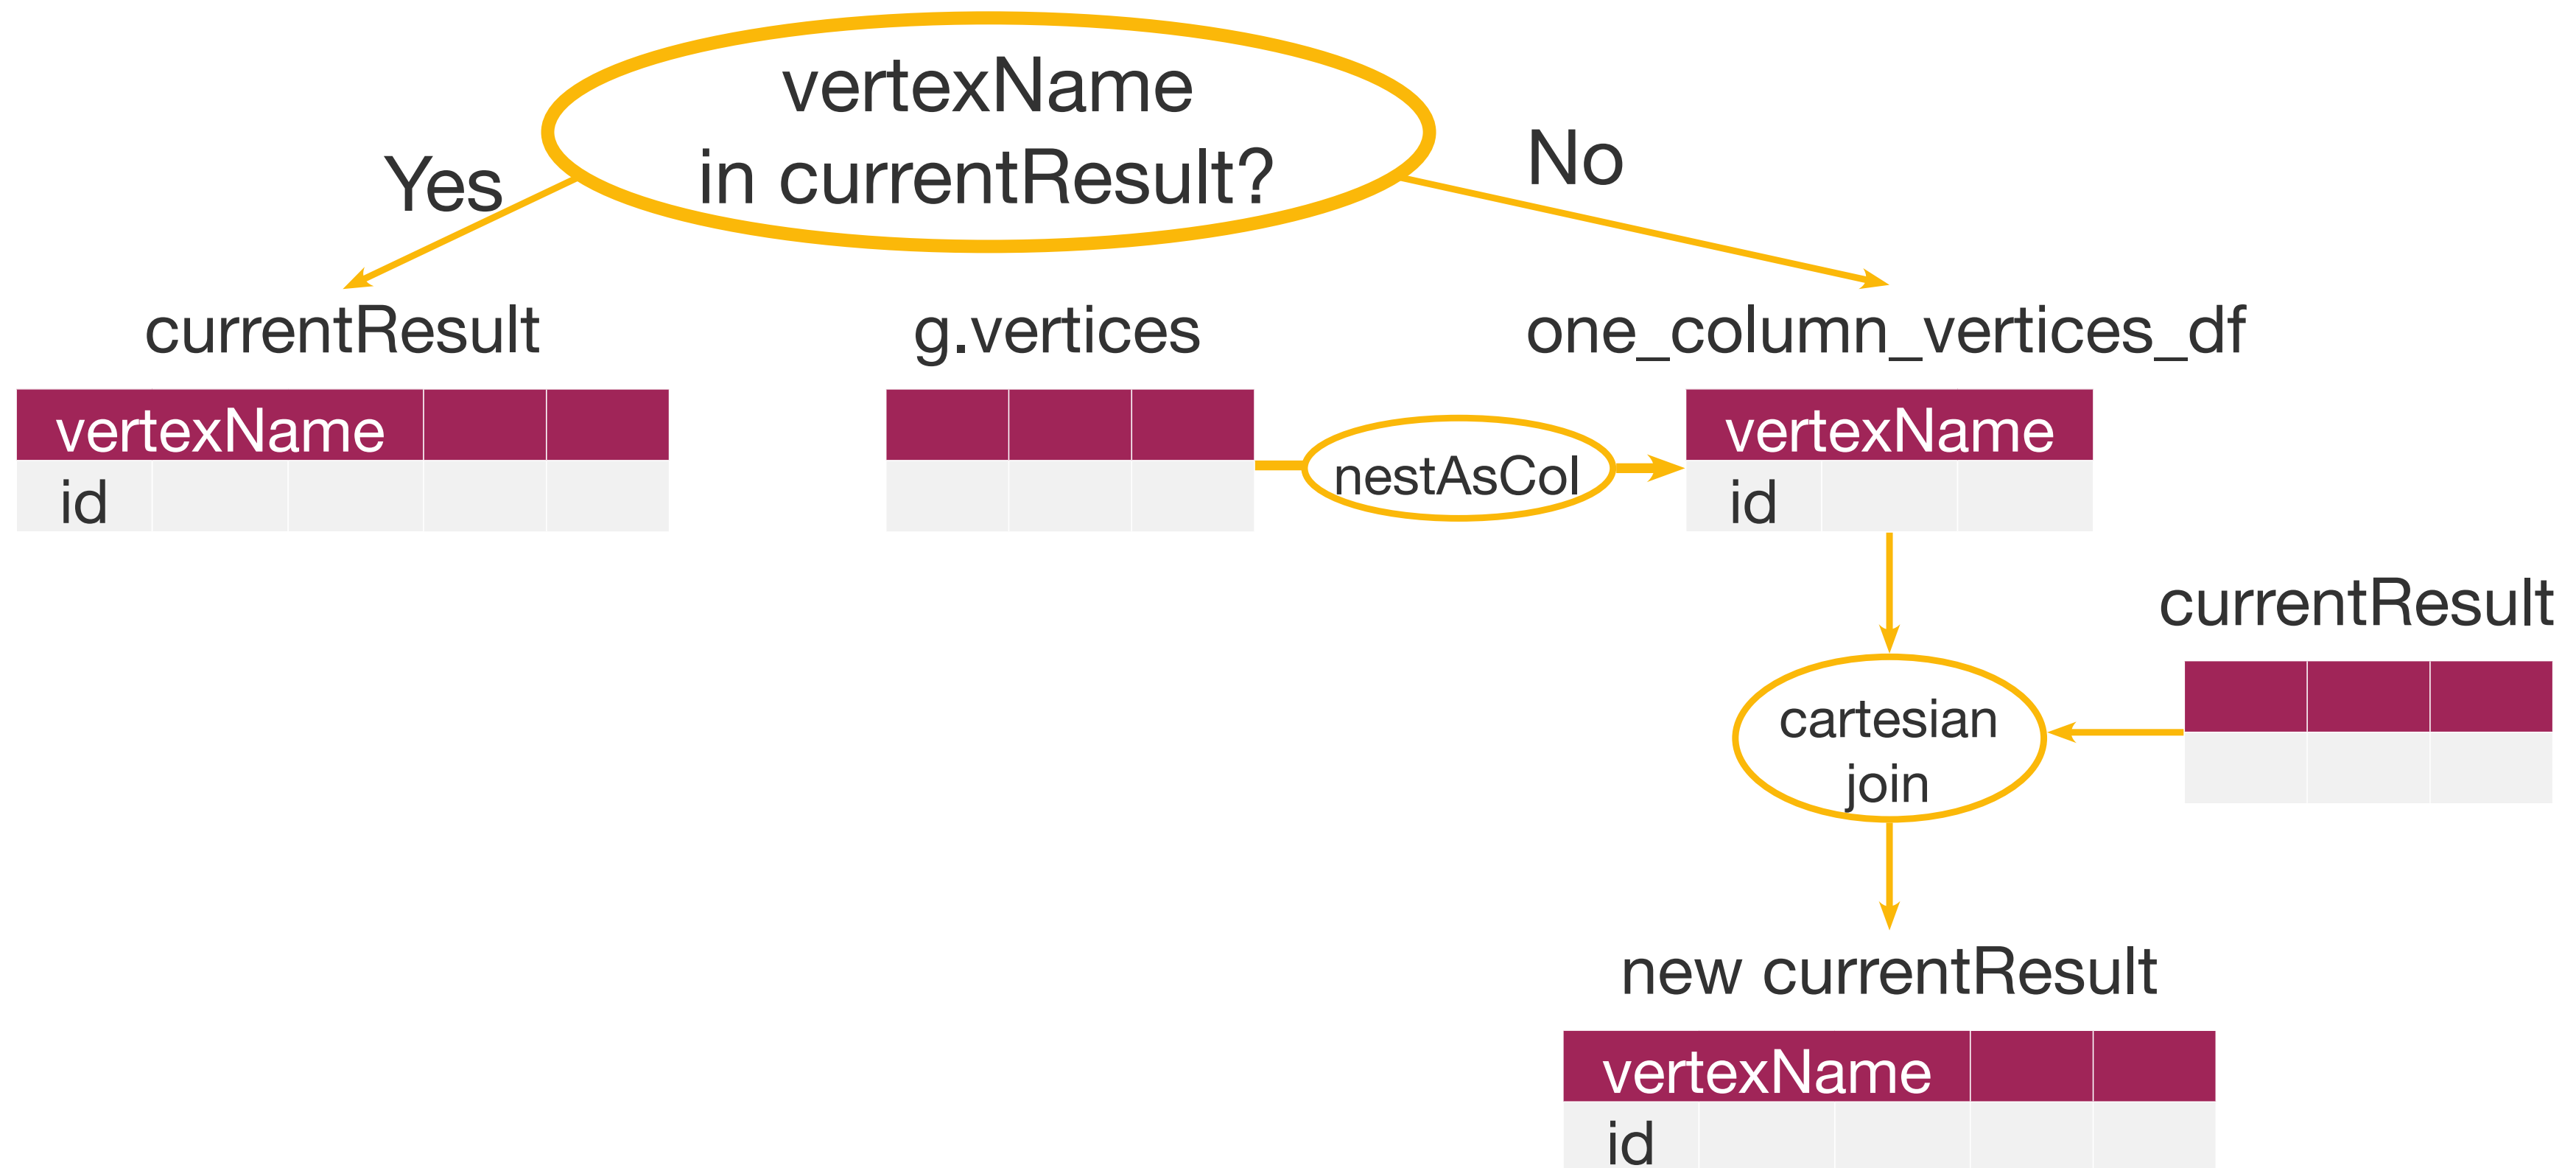 vertexName
in currentResult?
Yes
No
currentResult
g.vertices
one_column_vertices_df
vertexName
id
nestAsCol
vertexName
id
currentResult
cartesian
join
new currentResult
vertexName
id